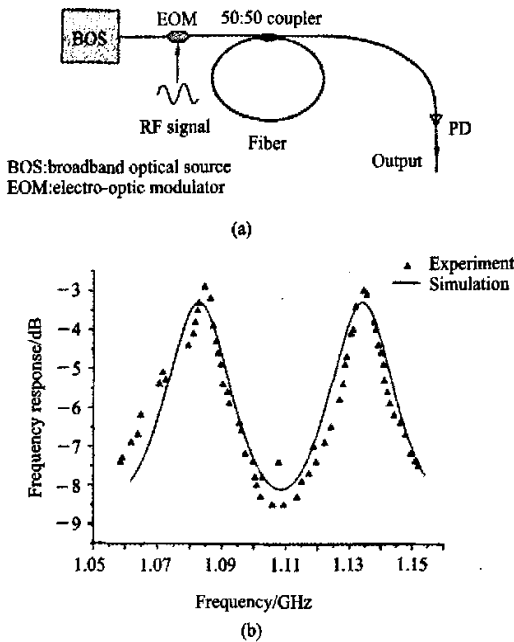 EOM 50:50 coupler
BOS
RF signal
Fiber
PD
Output
BOS:broadband optical source
EOM:electro-optic modulator
(a)
Experiment
Simulation
Frequency response/dB
−3
−4
−5
−6
−7
−8
−9
1.05 1.07 1.09 1.11 1.13 1.15
Frequency/GHz
(b)